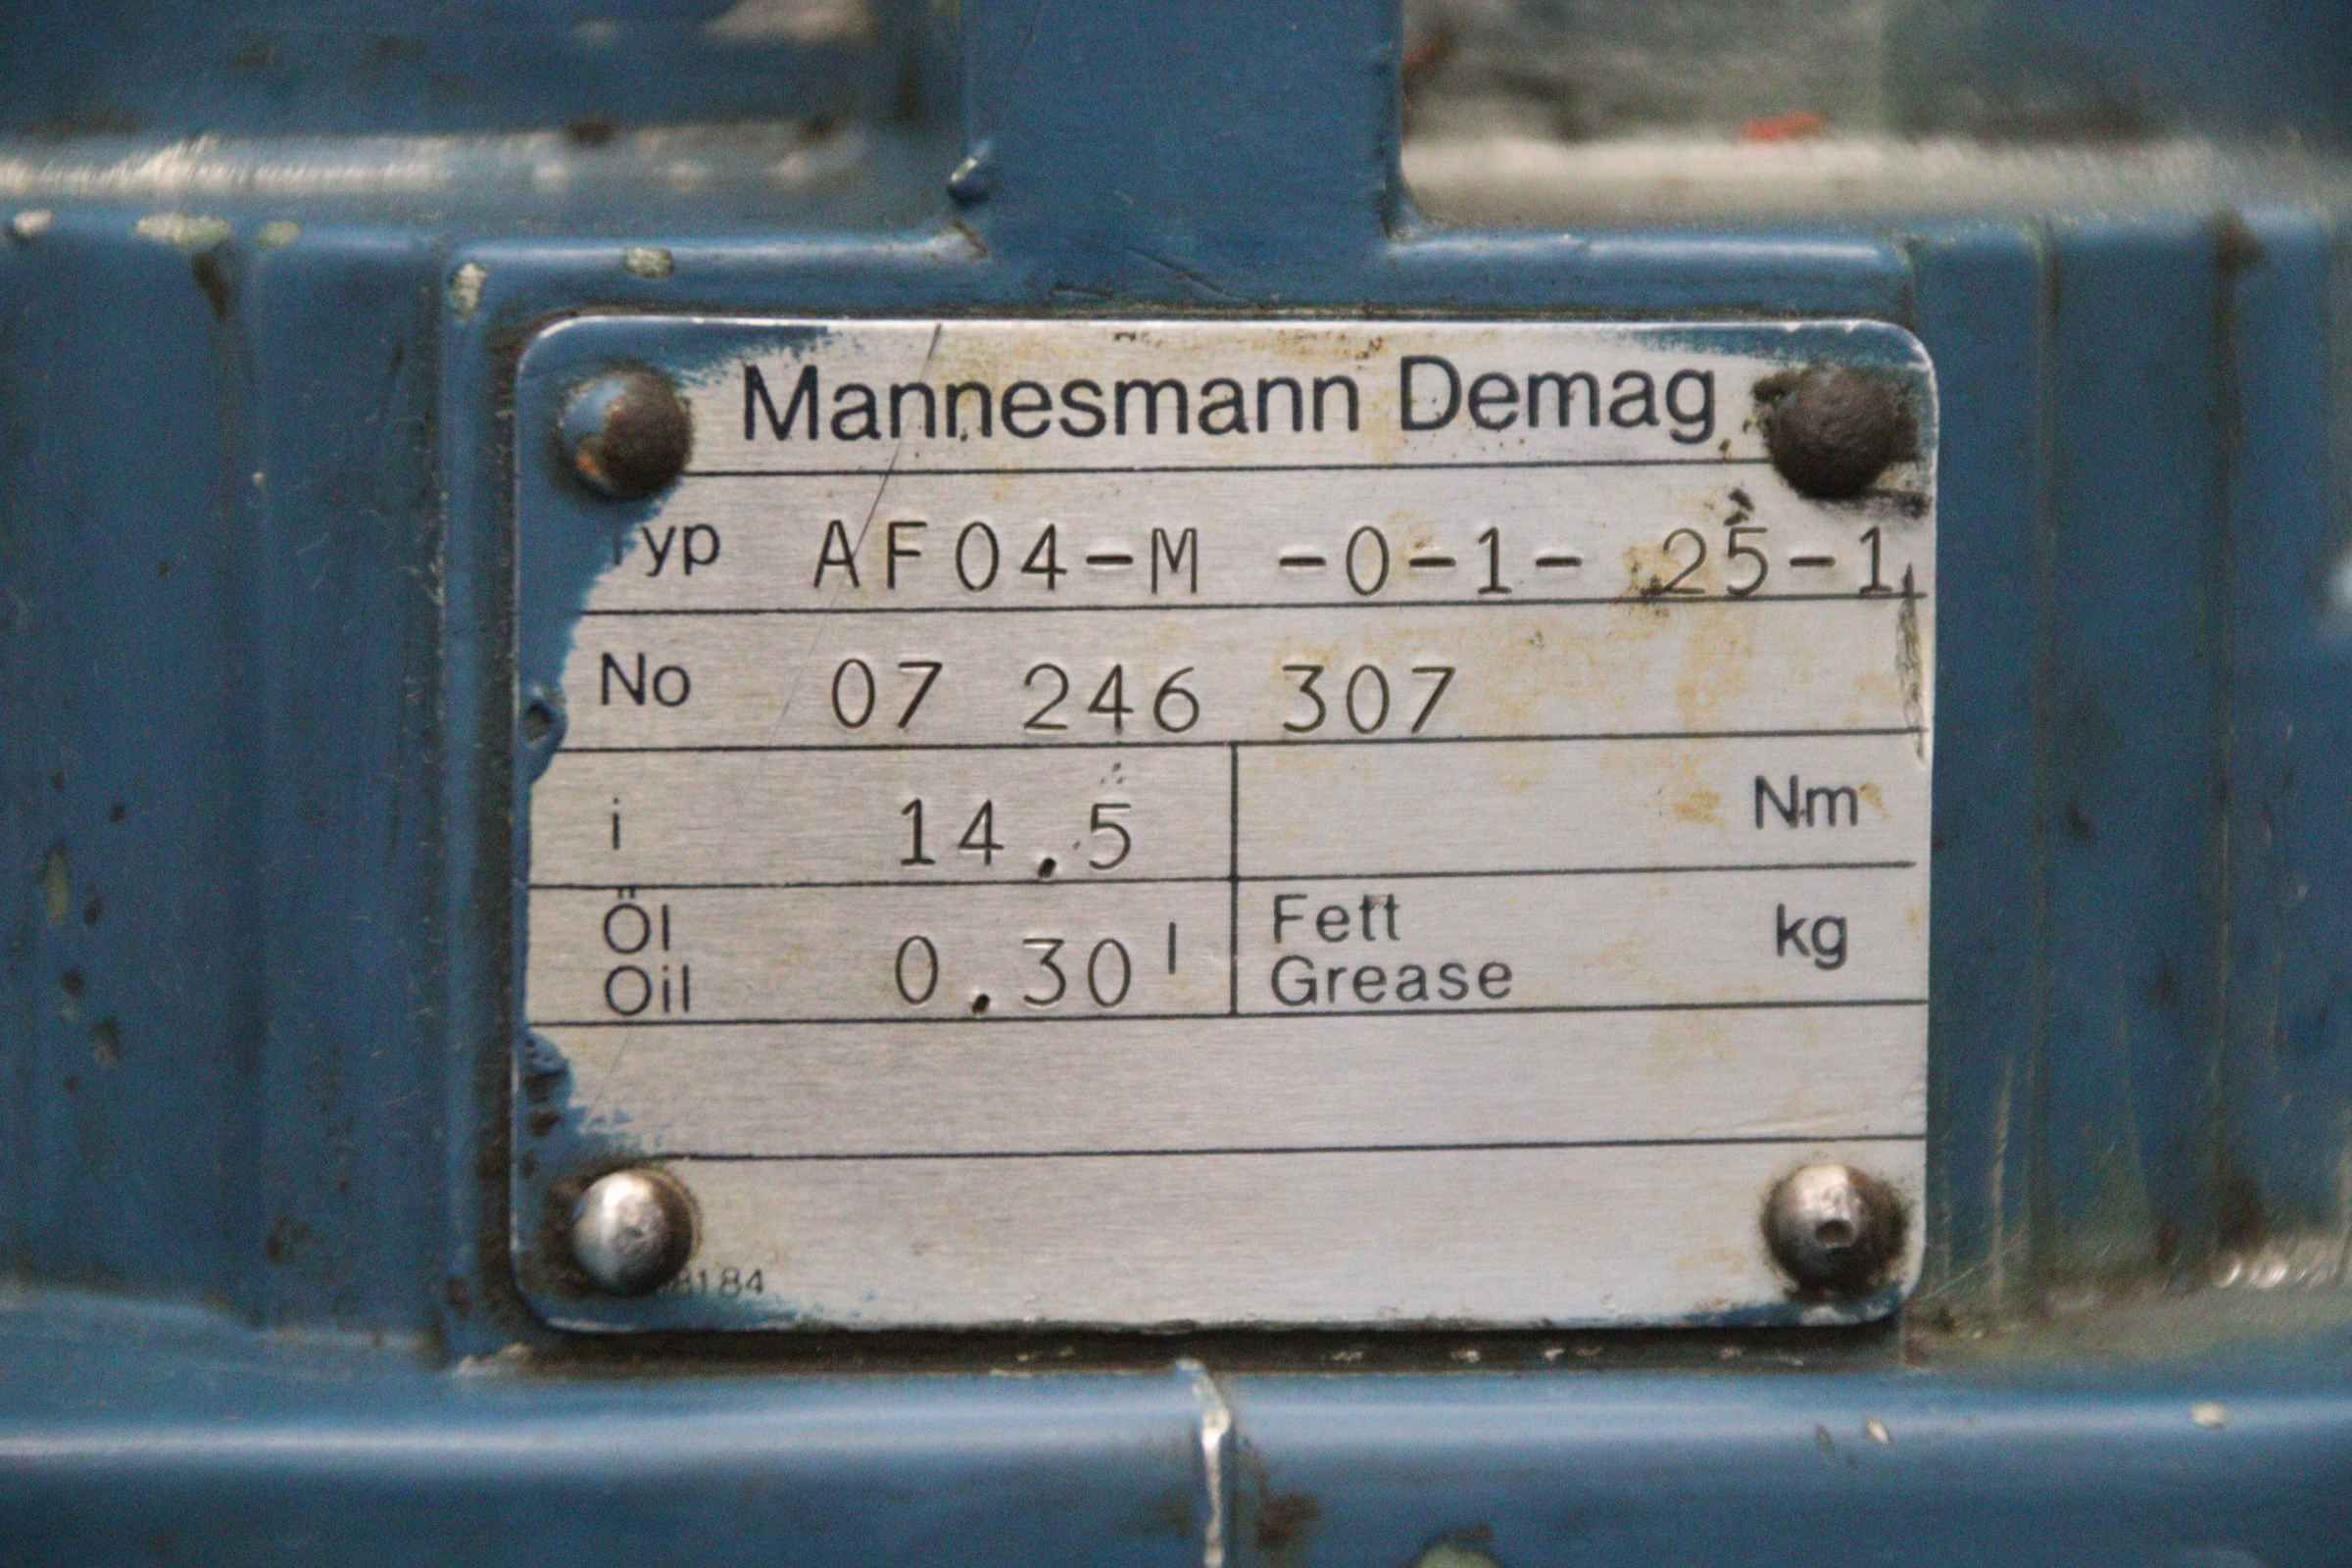 Mannesmann Demag
Typ AF04-M -0-1- 25-1
No 07 246 307
i 14.5 Nm
Öl
Oil 0.30 l Fett
Grease kg